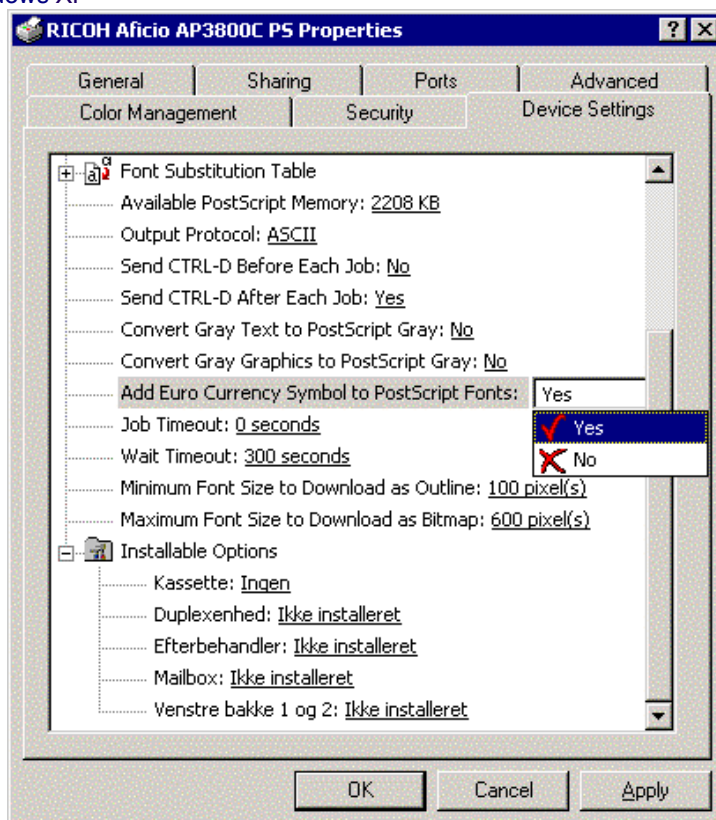 RICOH Aficio AP3800C PS Properties
General Sharing Ports Advanced
Color Management Security Device Settings
Font Substitution Table
Available PostScript Memory: 2208 KB
Output Protocol: ASCII
Send CTRL-D Before Each Job: No
Send CTRL-D After Each Job: Yes
Convert Gray Text to PostScript Gray: No
Convert Gray Graphics to PostScript Gray: No
Add Euro Currency Symbol to PostScript Fonts: Yes
Job Timeout: 0 seconds
Yes
Wait Timeout: 300 seconds
No
Minimum Font Size to Download as Outline: 100 pixel(s)
Maximum Font Size to Download as Bitmap: 600 pixel(s)
Installable Options
Kassette: Ingen
Duplexenhed: Ikke installeret
Efterbehandler: Ikke installeret
Mailbox: Ikke installeret
Venstre bakke 1 og 2: Ikke installeret
OK Cancel Apply